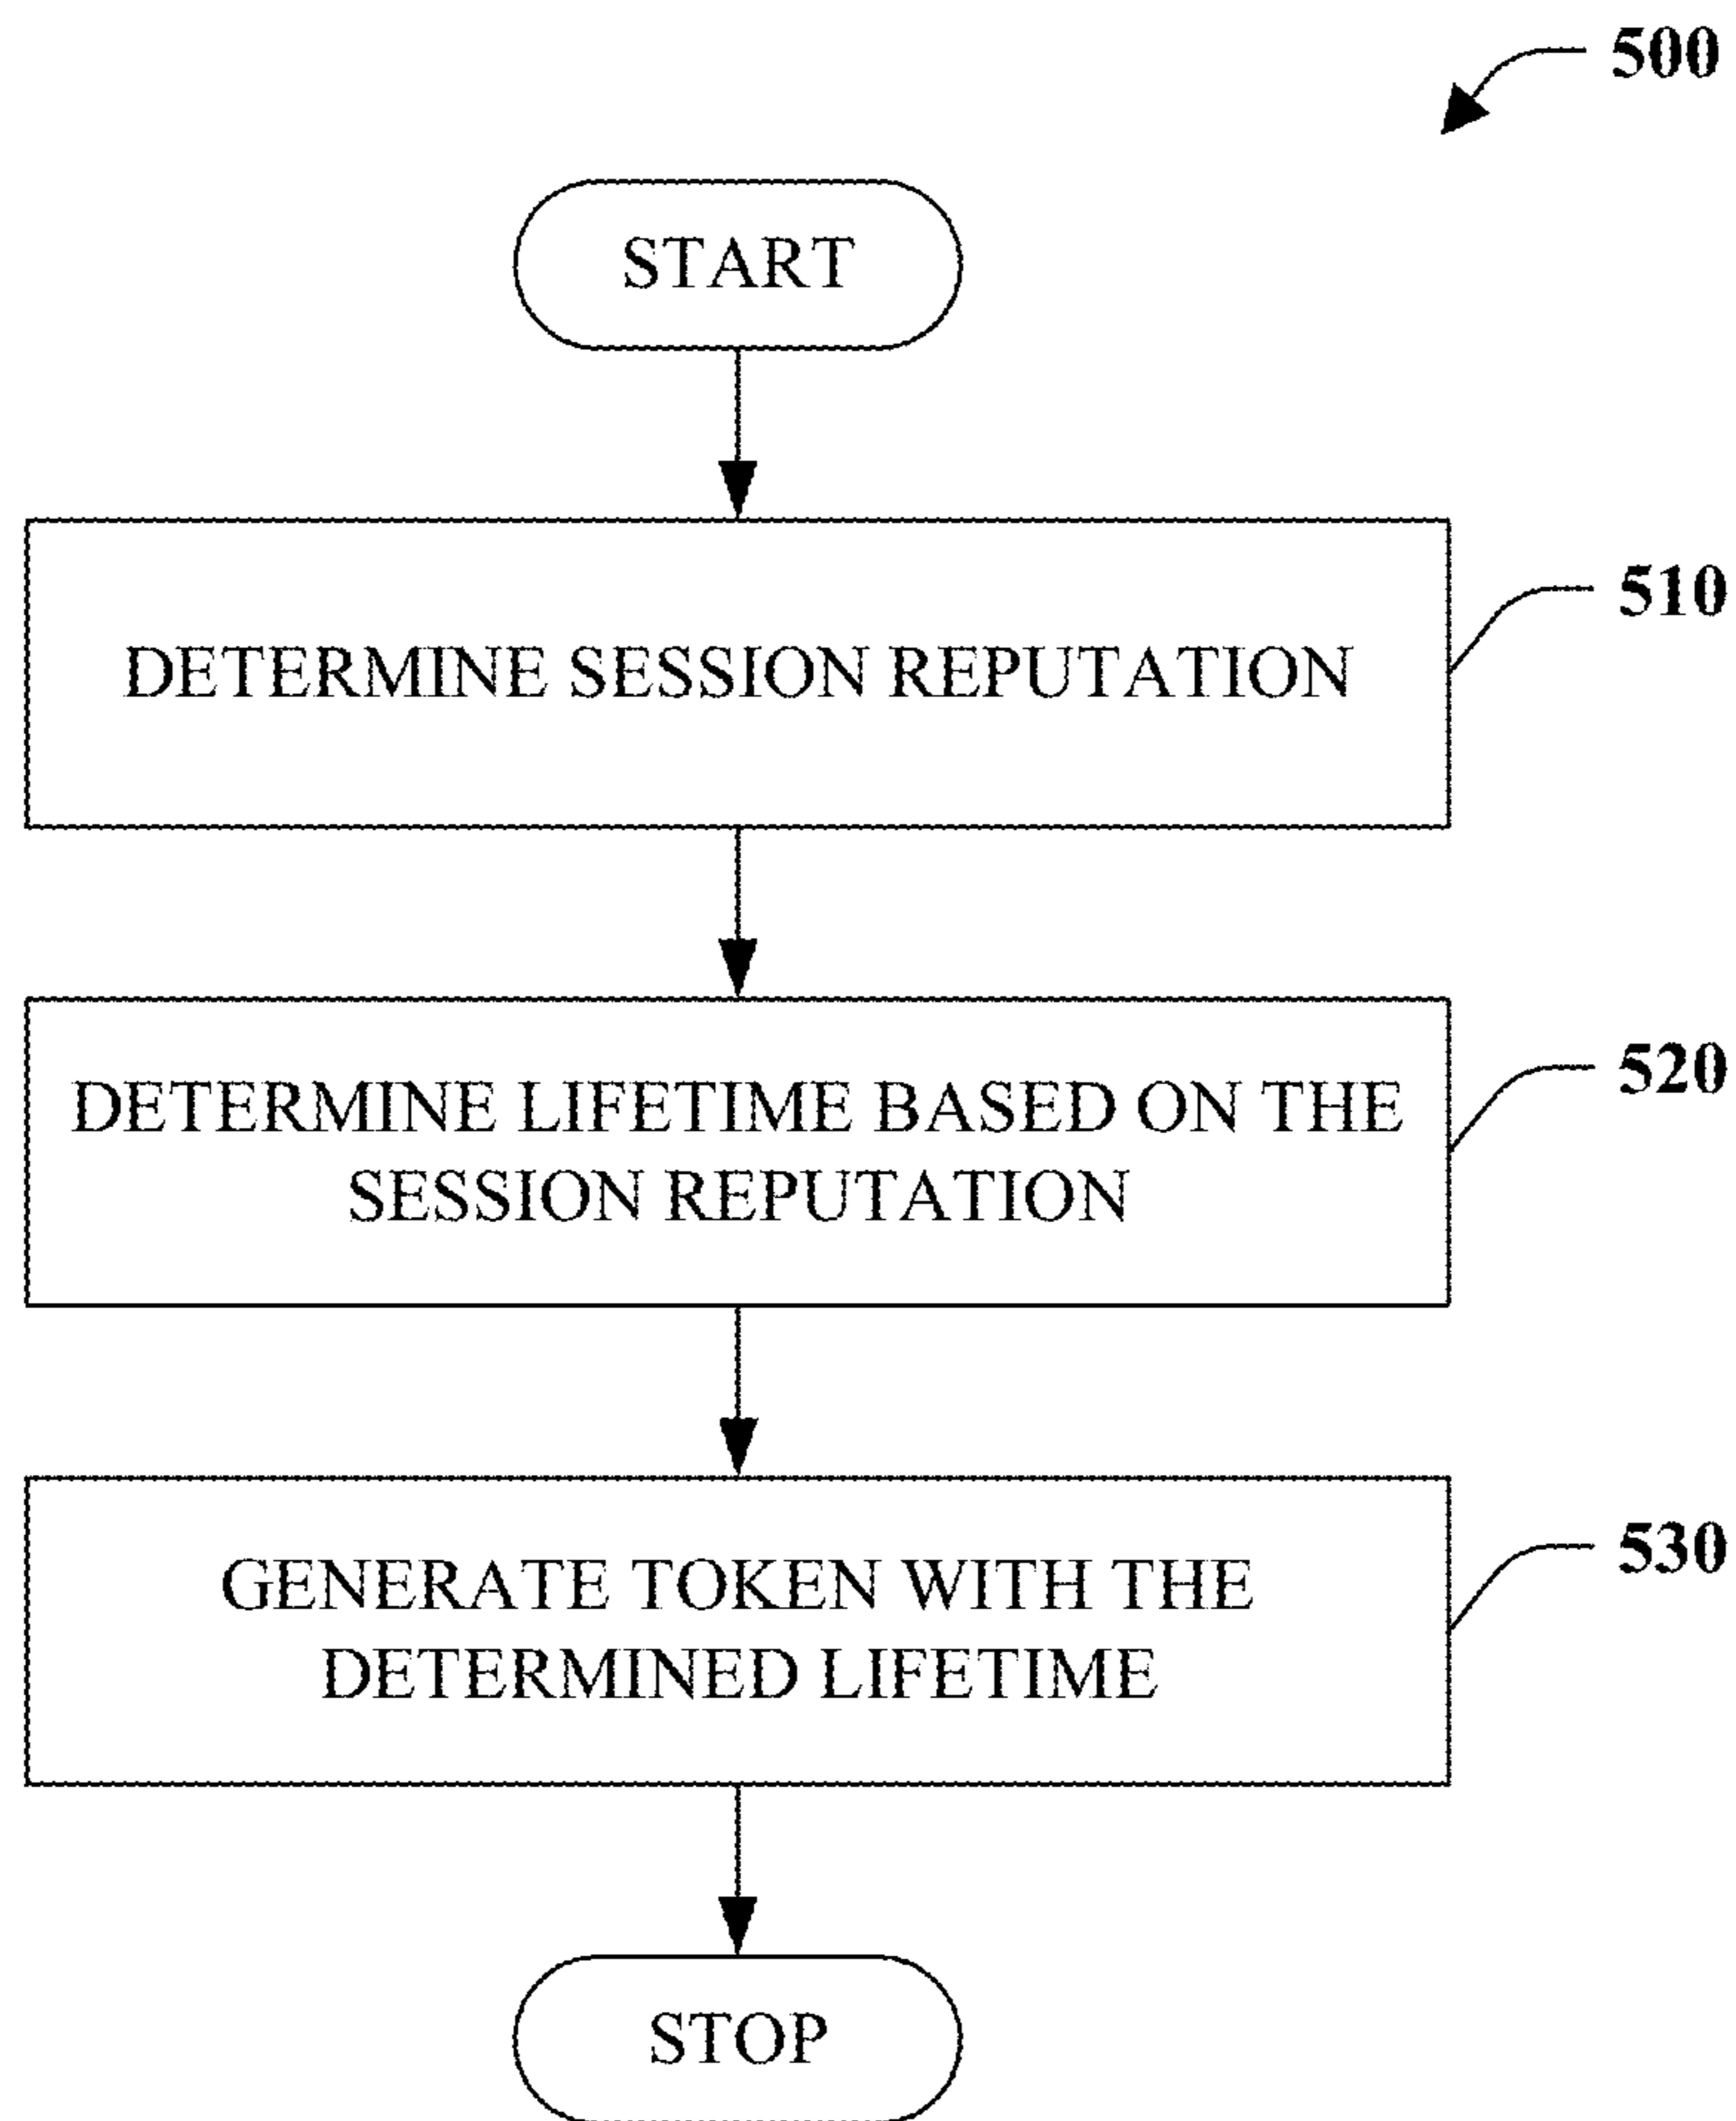 500
START
DETERMINE SESSION REPUTATION
510
DETERMINE LIFETIME BASED ON THE
SESSION REPUTATION
520
GENERATE TOKEN WITH THE
DETERMINED LIFETIME
530
STOP